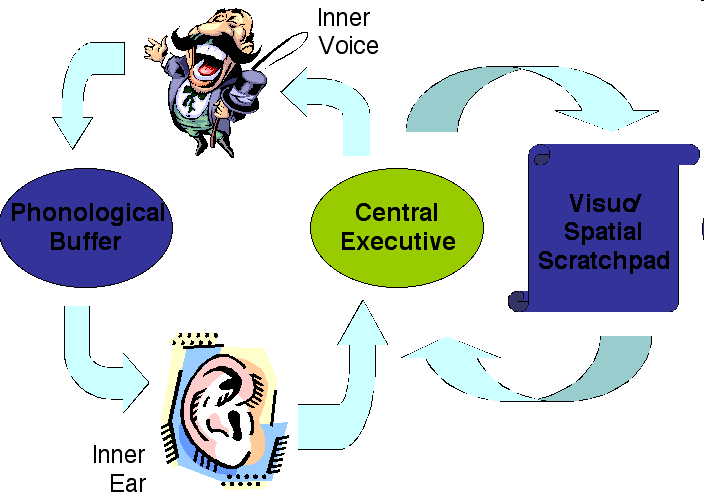 Inner
Voice
Phonological
Buffer
Central
Executive
Visuo/
Spatial
Scratchpad
Inner
Ear